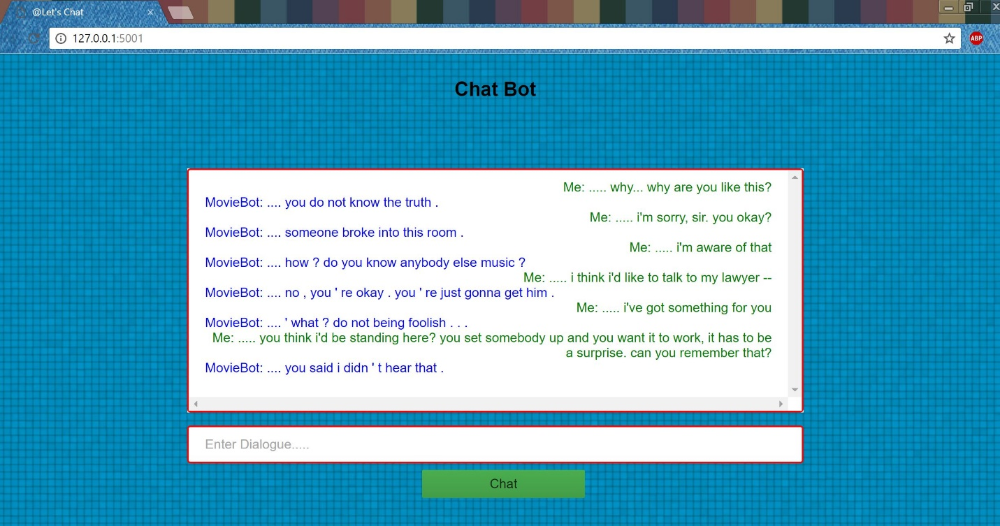 @Let's Chat
127.0.0.1:5001
ABP
Chat Bot
Me: ..... why... why are you like this?
MovieBot: .... you do not know the truth .
Me: ..... i'm sorry, sir. you okay?
MovieBot: .... someone broke into this room .
Me: ..... i'm aware of that
MovieBot: .... how ? do you know anybody else music ?
Me: ..... i think i'd like to talk to my lawyer --
MovieBot: .... no , you ' re okay . you ' re just gonna get him .
Me: ..... i've got something for you
MovieBot: .... ' what ? do not being foolish . . .
Me: ..... you think i'd be standing here? you set somebody up and you want it to work, it has to be
a surprise. can you remember that?
MovieBot: .... you said i didn ' t hear that .
Enter Dialogue.....
Chat